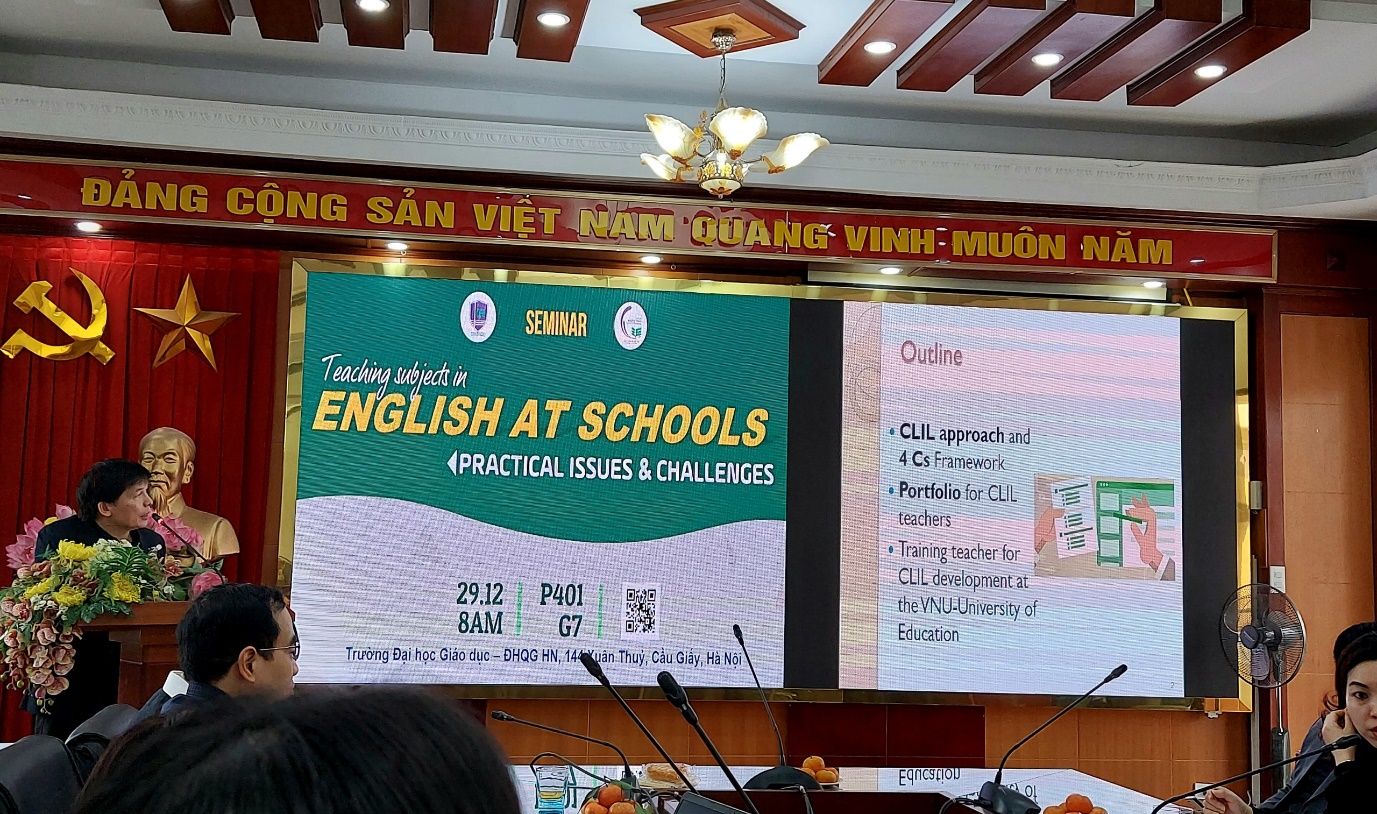 ĐẢNG CỘNG SẢN VIỆT NAM QUANG VINH MUÔN NĂM
SEMINAR
Teaching subjects in
ENGLISH AT SCHOOLS
PRACTICAL ISSUES & CHALLENGES
29.12
8AM
P401
G7
Trường Đại học Giáo dục – ĐHQG HN, 144 Xuân Thuỷ, Cầu Giấy, Hà Nội
Outline
• CLIL approach and
4 Cs Framework
• Portfolio for CLIL
teachers
• Training teacher for
CLIL development at
the VNU-University of
Education
2